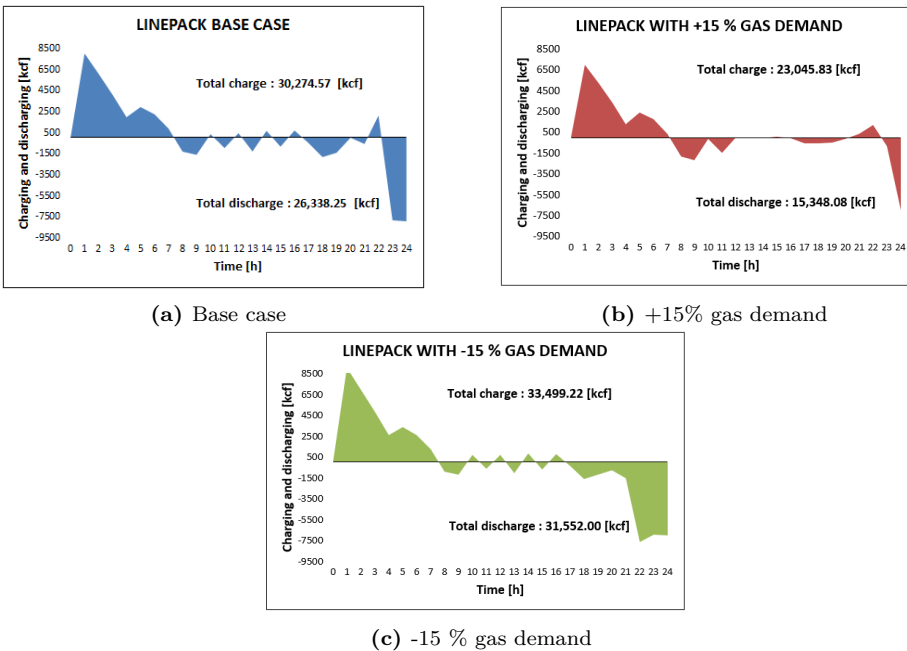 LINEPACK BASE CASE
Charging and discharging [kcf]
8500
6500
4500
2500
500
-1500
-3500
-5500
-7500
-9500
Total charge : 30,274.57 [kcf]
Total discharge : 26,338.25 [kcf]
0 1 2 3 4 5 6 7 8 9 10 11 12 13 14 15 16 17 18 19 20 21 22 23 24
Time [h]
(a) Base case
LINEPACK WITH +15 % GAS DEMAND
Charging and discharging [kcf]
8500
6500
4500
2500
500
-1500
-3500
-5500
-7500
-9500
Total charge : 23,045.83 [kcf]
Total discharge : 15,348.08 [kcf]
0 1 2 3 4 5 6 7 8 9 10 11 12 13 14 15 16 17 18 19 20 21 22 23 24
Time [h]
(b) +15% gas demand
LINEPACK WITH -15 % GAS DEMAND
Charging and discharging [kcf]
8500
6500
4500
2500
500
-1500
-3500
-5500
-7500
-9500
Total charge : 33,499.22 [kcf]
Total discharge : 31,552.00 [kcf]
0 1 2 3 4 5 6 7 8 9 10 11 12 13 14 15 16 17 18 19 20 21 22 23 24
Time [h]
(c) -15 % gas demand